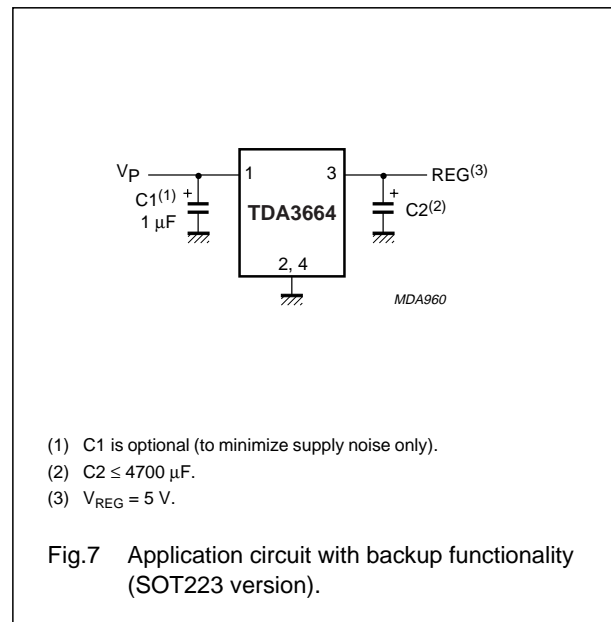 V_P
1
3
REG(3)
C1(1) +
1 μF
TDA3664
+
C2(2)
2, 4
MDA960
(1) C1 is optional (to minimize supply noise only).
(2) C2 ≤ 4700 μF.
(3) V_REG = 5 V.
Fig.7 Application circuit with backup functionality
(SOT223 version).